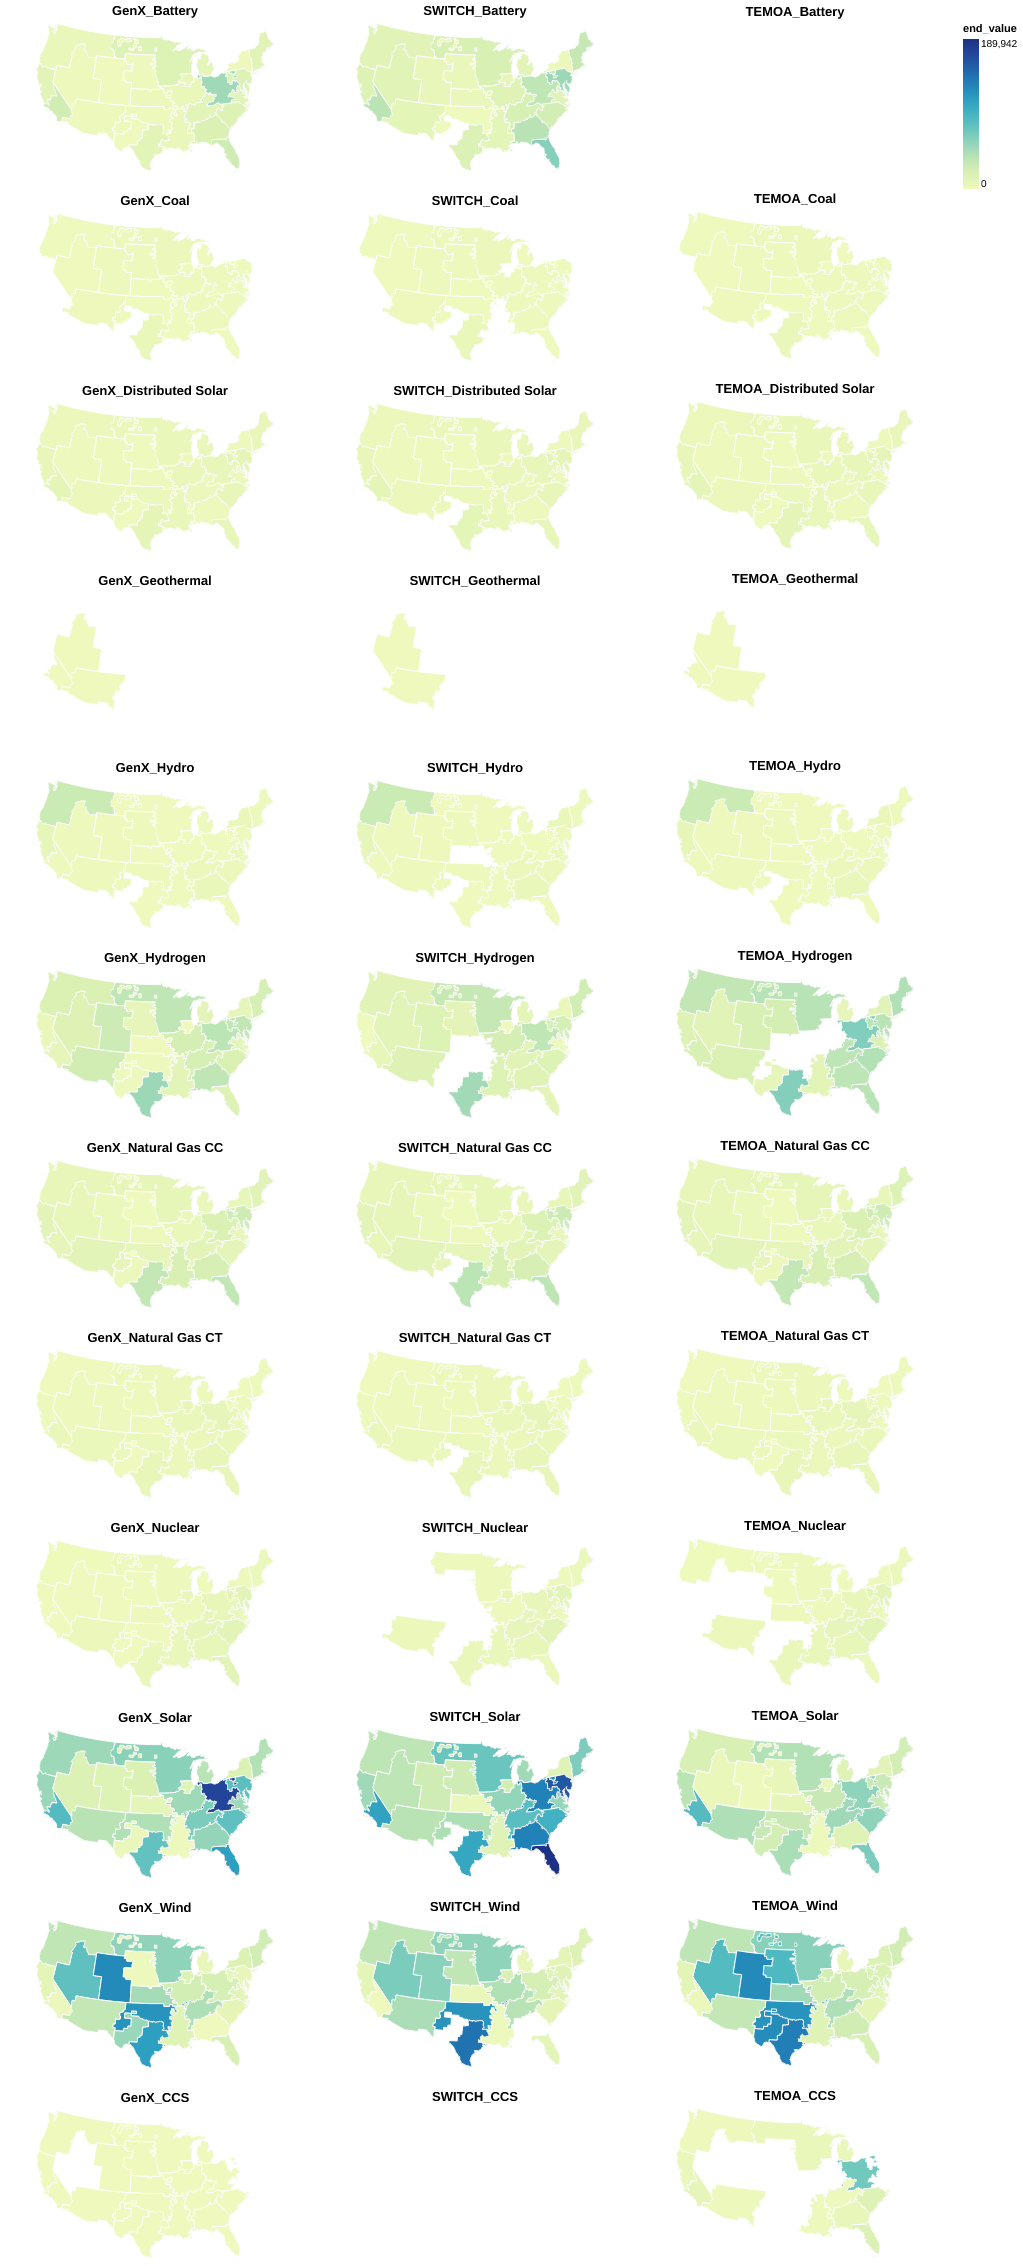 GenX_Battery
SWITCH_Battery
TEMOA_Battery
end_value
189,942
0
GenX_Coal
SWITCH_Coal
TEMOA_Coal
GenX_Distributed Solar
SWITCH_Distributed Solar
TEMOA_Distributed Solar
GenX_Geothermal
SWITCH_Geothermal
TEMOA_Geothermal
GenX_Hydro
SWITCH_Hydro
TEMOA_Hydro
GenX_Hydrogen
SWITCH_Hydrogen
TEMOA_Hydrogen
GenX_Natural Gas CC
SWITCH_Natural Gas CC
TEMOA_Natural Gas CC
GenX_Natural Gas CT
SWITCH_Natural Gas CT
TEMOA_Natural Gas CT
GenX_Nuclear
SWITCH_Nuclear
TEMOA_Nuclear
GenX_Solar
SWITCH_Solar
TEMOA_Solar
GenX_Wind
SWITCH_Wind
TEMOA_Wind
GenX_CCS
SWITCH_CCS
TEMOA_CCS